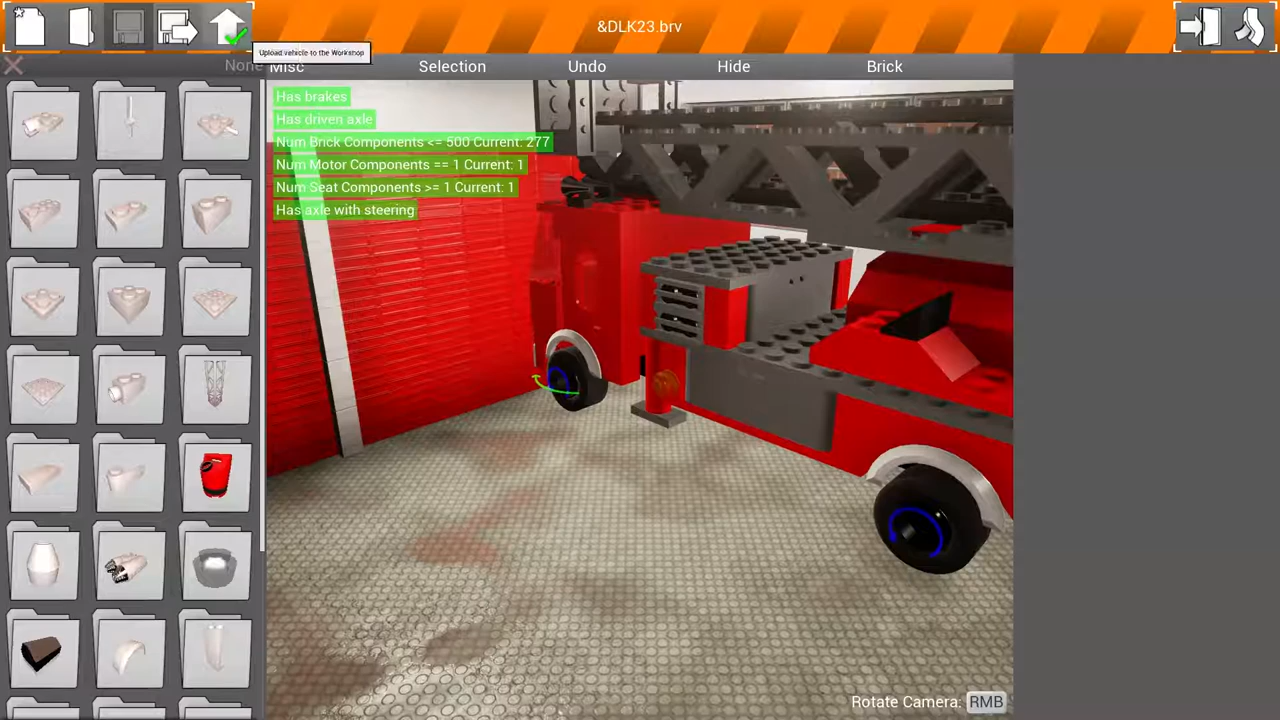 &DLK23.brv
Upload vehicle to the Workshop
None
Misc
Selection
Undo
Hide
Brick
Has brakes
Has driven axle
Num Brick Components <= 500 Current: 277
Num Motor Components == 1 Current: 1
Num Seat Components >= 1 Current: 1
Has axle with steering
Rotate Camera: RMB